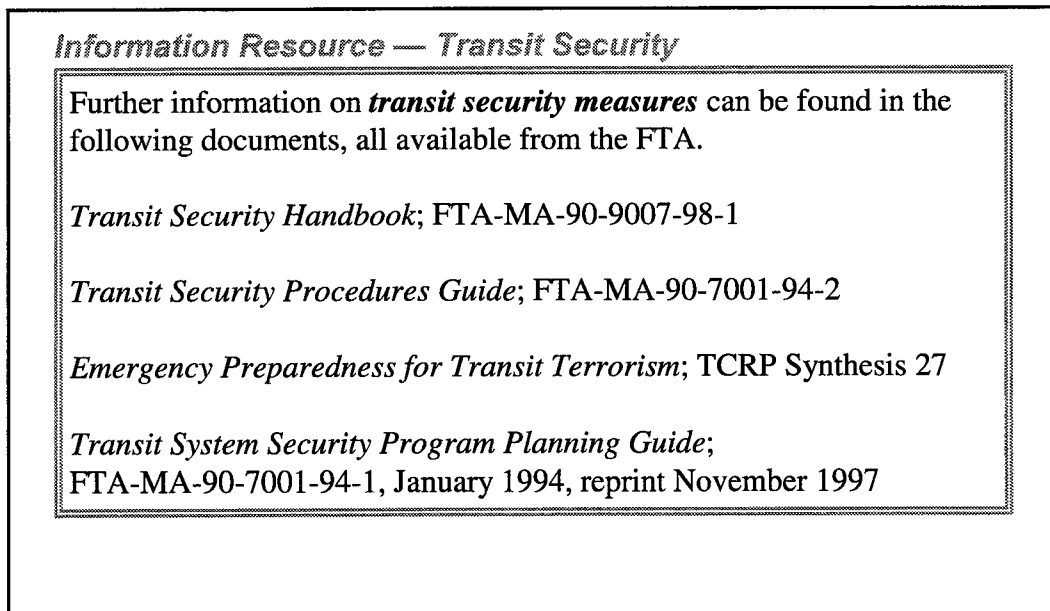 Information Resource — Transit Security
Further information on transit security measures can be found in the
following documents, all available from the FTA.
Transit Security Handbook; FTA-MA-90-9007-98-1
Transit Security Procedures Guide; FTA-MA-90-7001-94-2
Emergency Preparedness for Transit Terrorism; TCRP Synthesis 27
Transit System Security Program Planning Guide;
FTA-MA-90-7001-94-1, January 1994, reprint November 1997